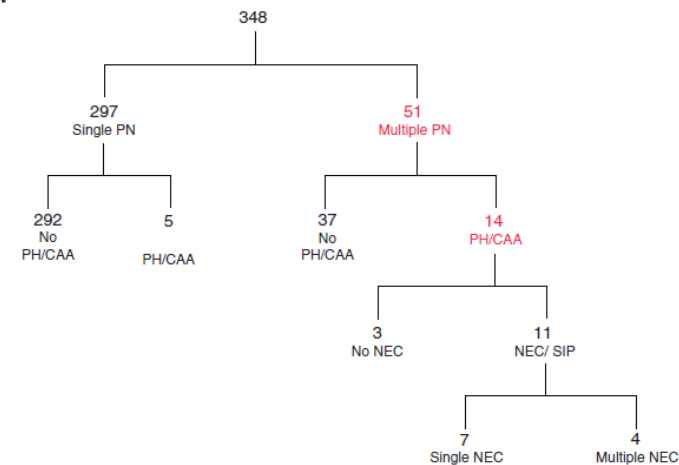 348
297
Single PN
51
Multiple PN
292
No
PH/CAA
5
PH/CAA
37
No
PH/CAA
14
PH/CAA
3
No NEC
11
NEC/ SIP
7
Single NEC
4
Multiple NEC